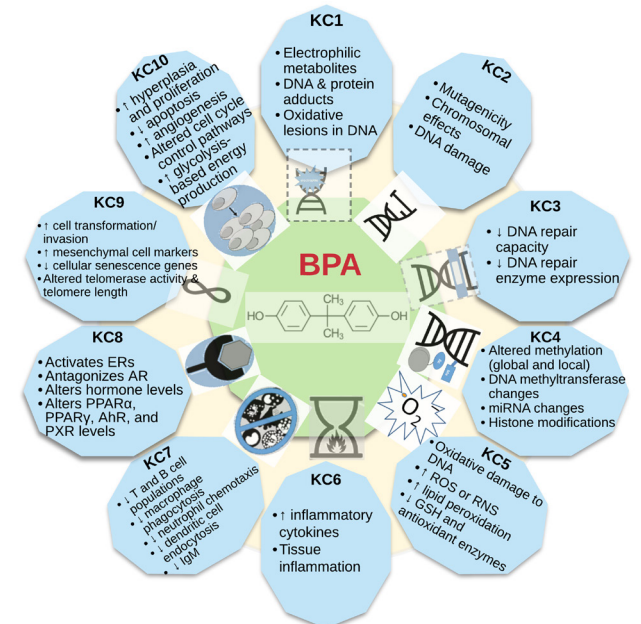 KC1
• Electrophilic
metabolites
• DNA & protein
adducts
• Oxidative
lesions in DNA
KC2
• Mutagenicity
• Chromosomal
effects
• DNA damage
KC3
• ↓ DNA repair
capacity
• ↓ DNA repair
enzyme expression
KC4
• Altered methylation
(global and local)
• DNA methyltransferase
changes
• miRNA changes
• Histone modifications
KC5
• Oxidative damage to
DNA
• ↑ ROS or RNS
• ↑ lipid peroxidation
• ↓ GSH and
antioxidant enzymes
KC6
• ↑ inflammatory
cytokines
• Tissue
inflammation
KC7
• ↓ T and B cell
populations
• ↓ macrophage
phagocytosis
• ↓ neutrophil chemotaxis
• ↓ dendritic cell
endocytosis
• ↓ IgM
KC8
• Activates ERs
• Antagonizes AR
• Alters hormone levels
• Alters PPARα,
PPARγ, AhR, and
PXR levels
KC9
• ↑ cell transformation/
invasion
• ↑ mesenchymal cell markers
• ↓ cellular senescence genes
• Altered telomerase activity &
telomere length
KC10
• ↑ hyperplasia
and proliferation
• ↓ apoptosis
• ↑ angiogenesis
• Altered cell cycle
control pathways
• ↑ glycolysis-
based energy
production
BPA
CH3
HO OH
CH3
O2